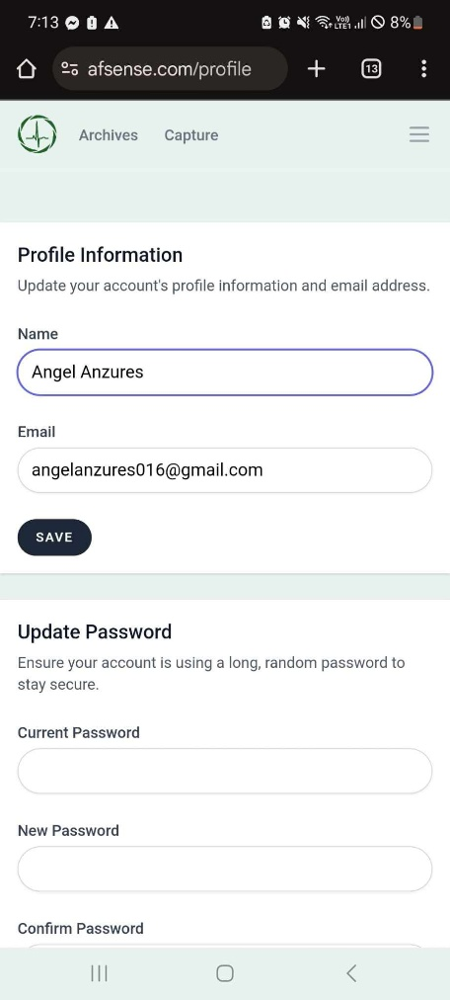 7:13
Vo) LTE1
8%
afsense.com/profile
13
Archives
Capture
Profile Information
Update your account's profile information and email address.
Name
Angel Anzures
Email
angelanzures016@gmail.com
SAVE
Update Password
Ensure your account is using a long, random password to
stay secure.
Current Password
New Password
Confirm Password